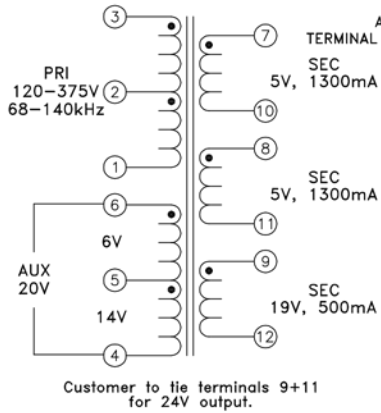 3
7
A
TERMINAL
PRI
120-375V
68-140kHz
2
SEC
5V, 1300mA
10
1
8
6
SEC
5V, 1300mA
6V
11
AUX
20V
5
9
14V
SEC
19V, 500mA
4
12
Customer to tie terminals 9+11
for 24V output.